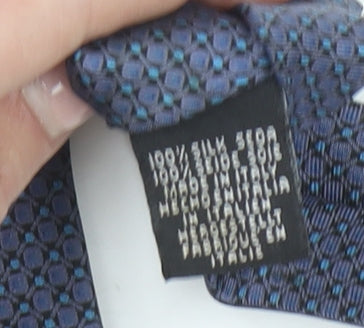 100% SILK SEDA
100% SEIDE SOIE
MADE IN ITALY
HECHO EN ITALIA
IN ITALIEN
HERGESTELLT
FABRIQUE EN
ITALIE